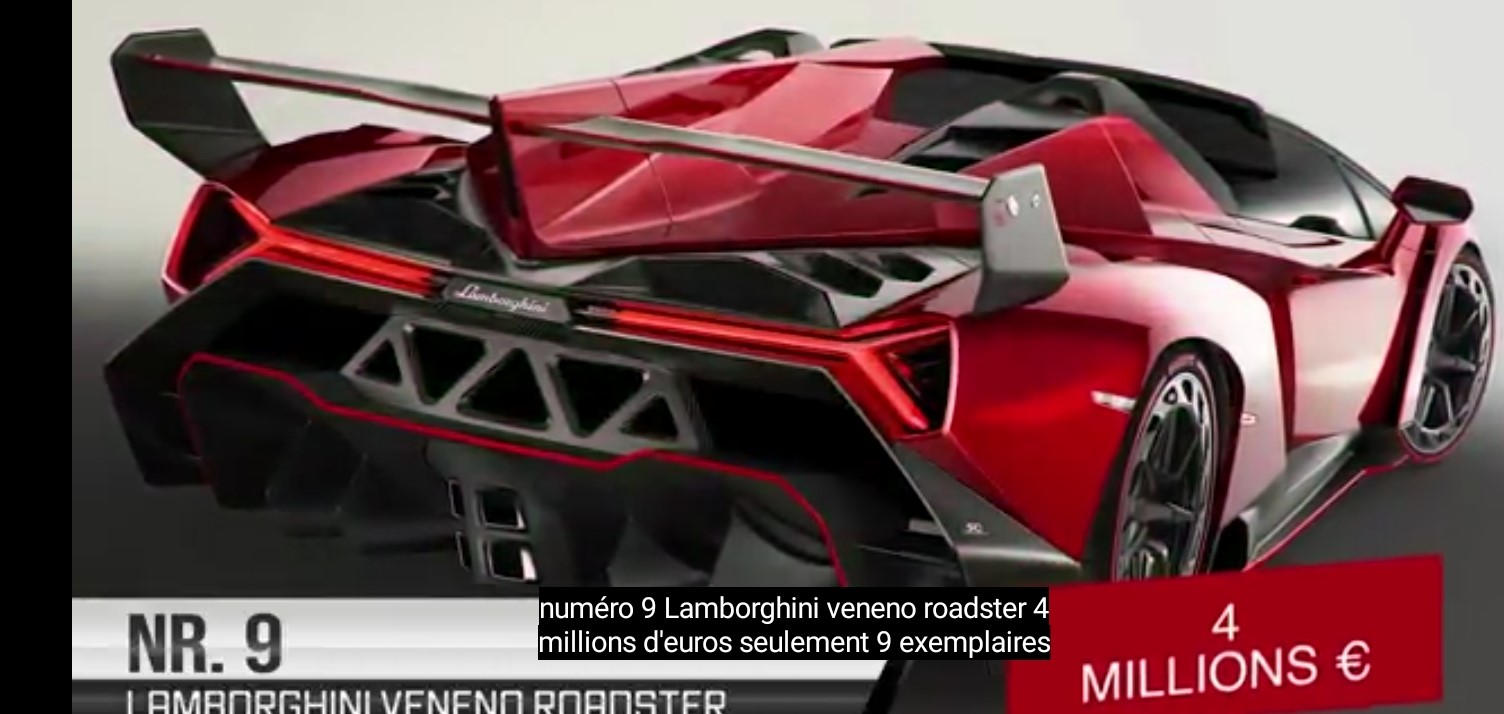 Lamborghini
50
NR. 9
LAMBORGHINI VENENO ROADSTER
numéro 9 Lamborghini veneno roadster 4
millions d'euros seulement 9 exemplaires
4
MILLIONS €